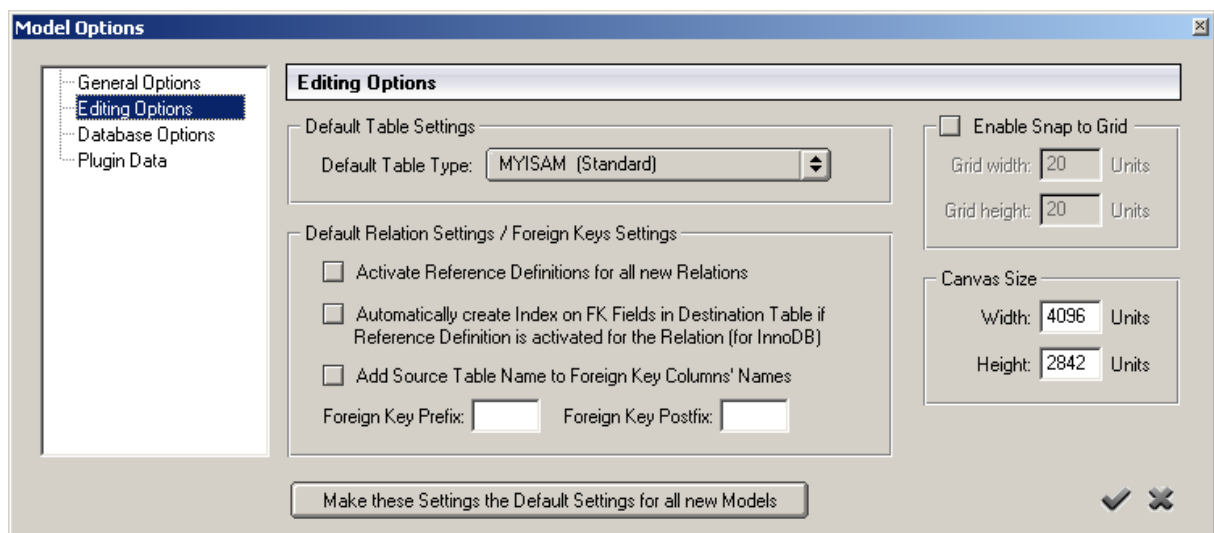 Model Options
General Options
Editing Options
Database Options
Plugin Data
Editing Options
Default Table Settings
Default Table Type: MYISAM (Standard)
Default Relation Settings / Foreign Keys Settings
Activate Reference Definitions for all new Relations
Automatically create Index on FK Fields in Destination Table if
Reference Definition is activated for the Relation (for InnoDB)
Add Source Table Name to Foreign Key Columns' Names
Foreign Key Prefix: Foreign Key Postfix:
Enable Snap to Grid
Grid width: 20 Units
Grid height: 20 Units
Canvas Size
Width: 4096 Units
Height: 2842 Units
Make these Settings the Default Settings for all new Models